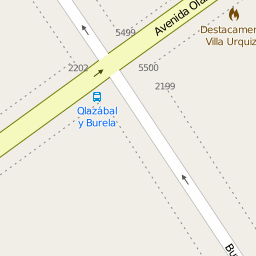 5499
Avenida Ola
Destacamen
Villa Urquiz
2202
5500
2199
Olazábal
y Burela
Bu